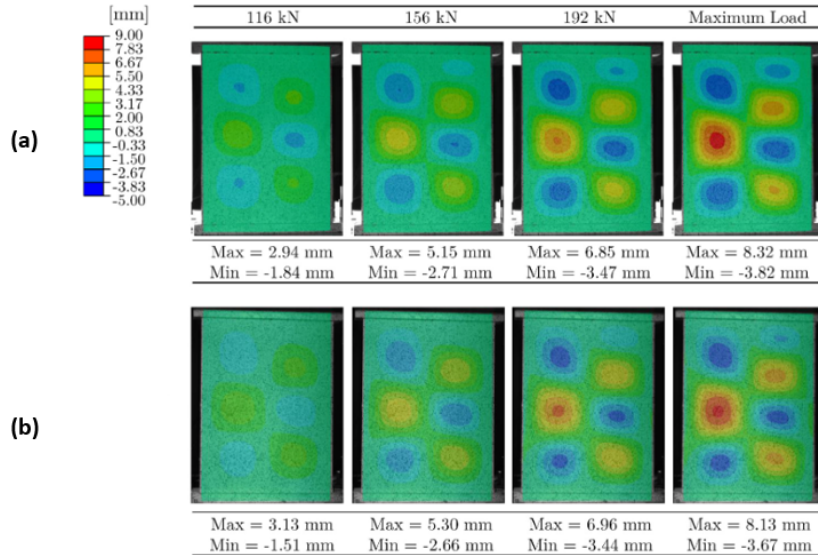 [mm]
9.00
7.83
6.67
5.50
4.33
3.17
2.00
0.83
-0.33
-1.50
-2.67
-3.83
-5.00
116 kN 156 kN 192 kN Maximum Load
(a)
Max = 2.94 mm Max = 5.15 mm Max = 6.85 mm Max = 8.32 mm
Min = -1.84 mm Min = -2.71 mm Min = -3.47 mm Min = -3.82 mm
(b)
Max = 3.13 mm Max = 5.30 mm Max = 6.96 mm Max = 8.13 mm
Min = -1.51 mm Min = -2.66 mm Min = -3.44 mm Min = -3.67 mm